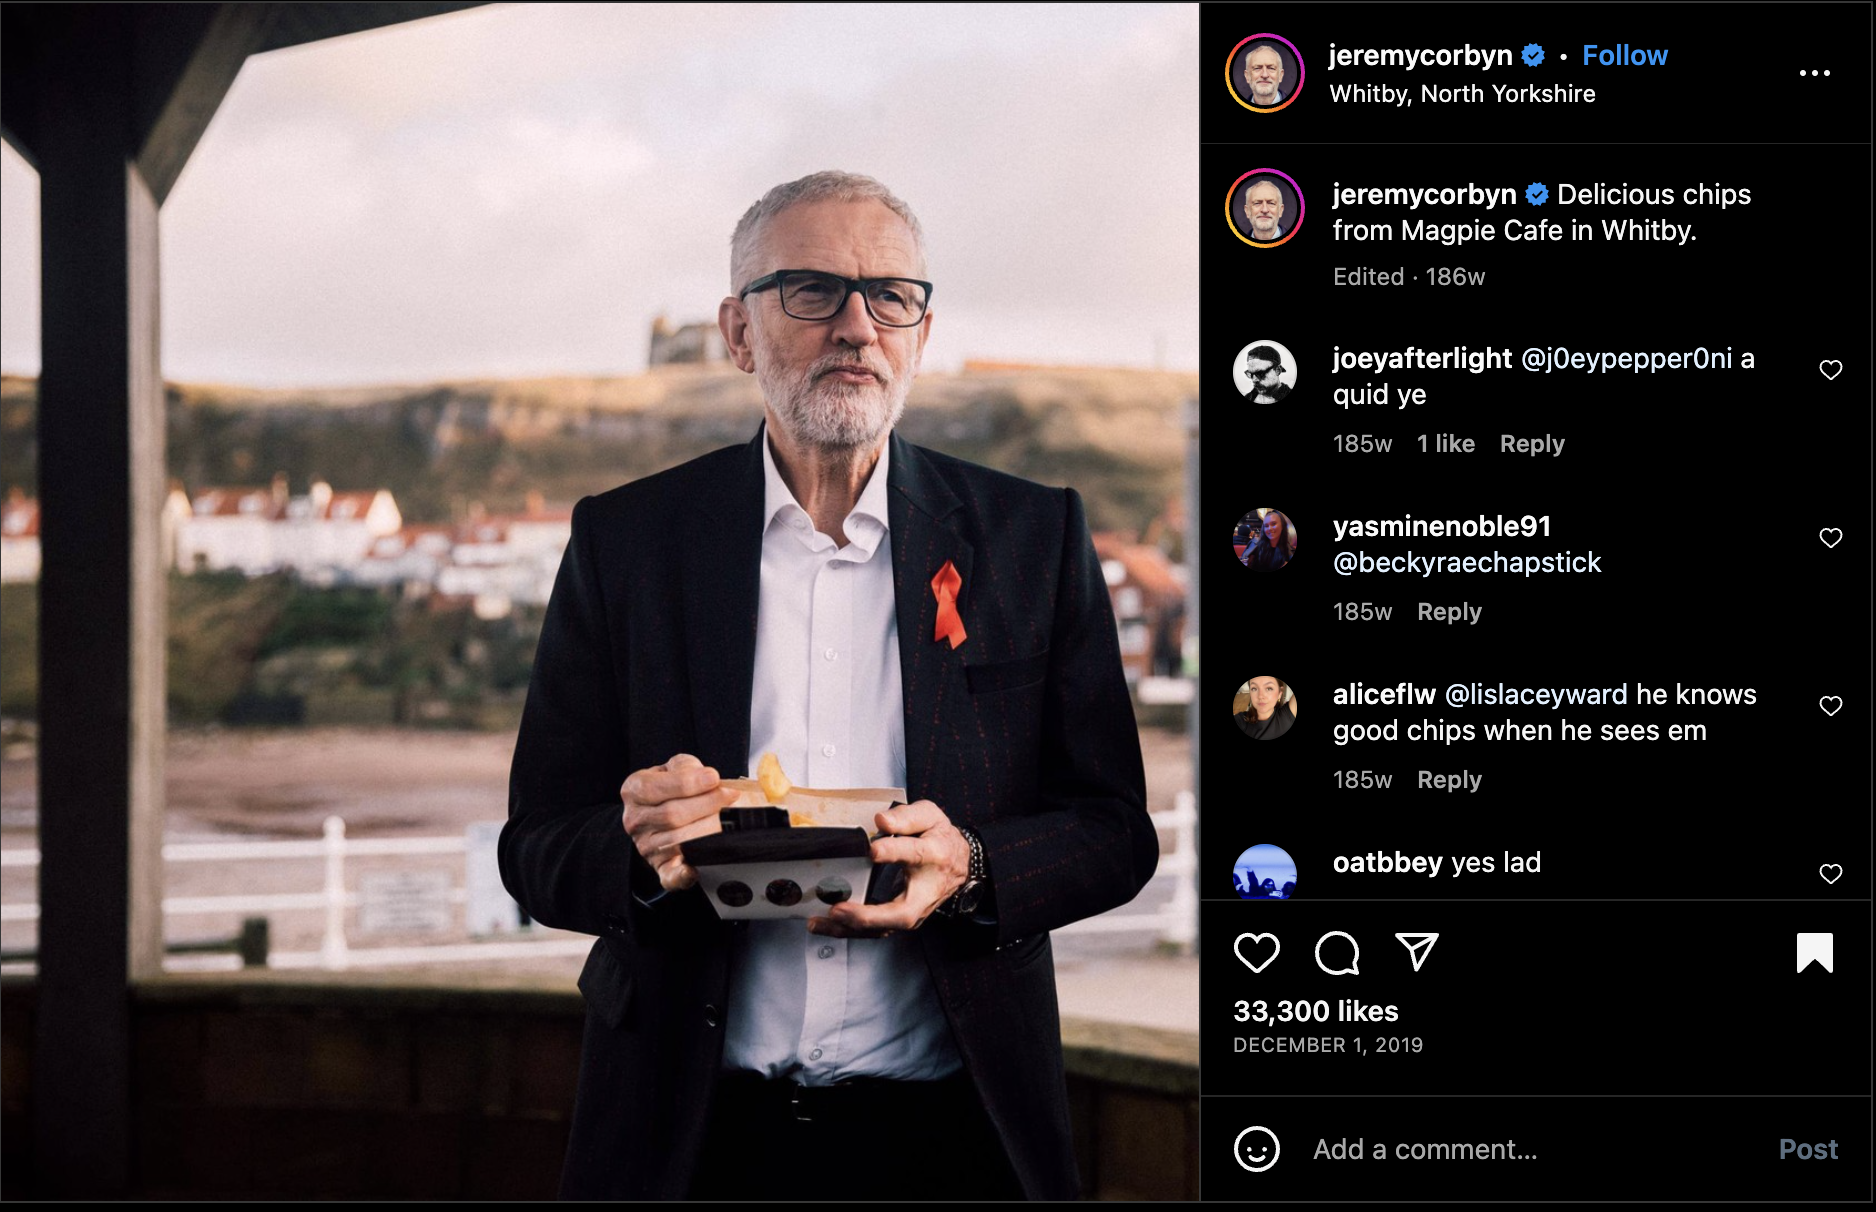 jeremycorbyn • Follow
Whitby, North Yorkshire
jeremycorbyn Delicious chips
from Magpie Cafe in Whitby.
Edited · 186w
joeyafterlight @j0eypepper0ni a
quid ye
185w 1 like Reply
yasminenoble91
@beckyraechapstick
185w Reply
aliceflw @lislaceyward he knows
good chips when he sees em
185w Reply
oatbbey yes lad
33,300 likes
DECEMBER 1, 2019
Add a comment...
Post